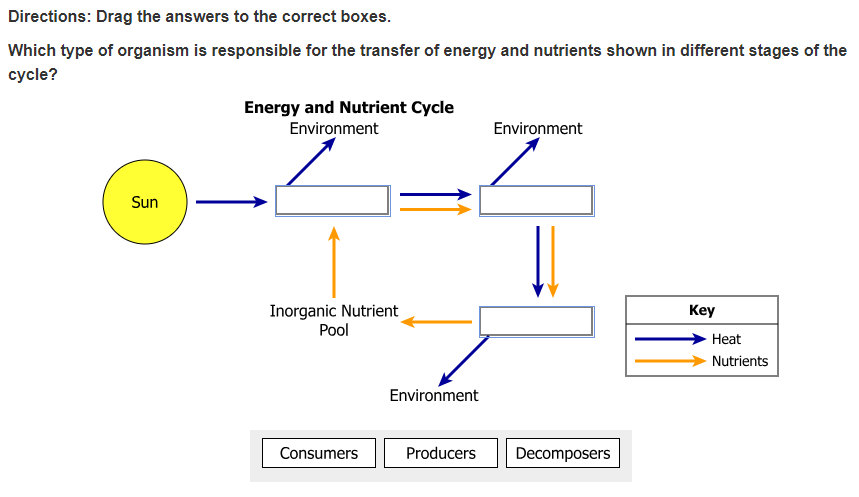 Directions: Drag the answers to the correct boxes.
Which type of organism is responsible for the transfer of energy and nutrients shown in different stages of the
cycle?
Energy and Nutrient Cycle
Environment
Environment
Sun
Inorganic Nutrient
Pool
Key
Heat
Nutrients
Environment
Consumers
Producers
Decomposers